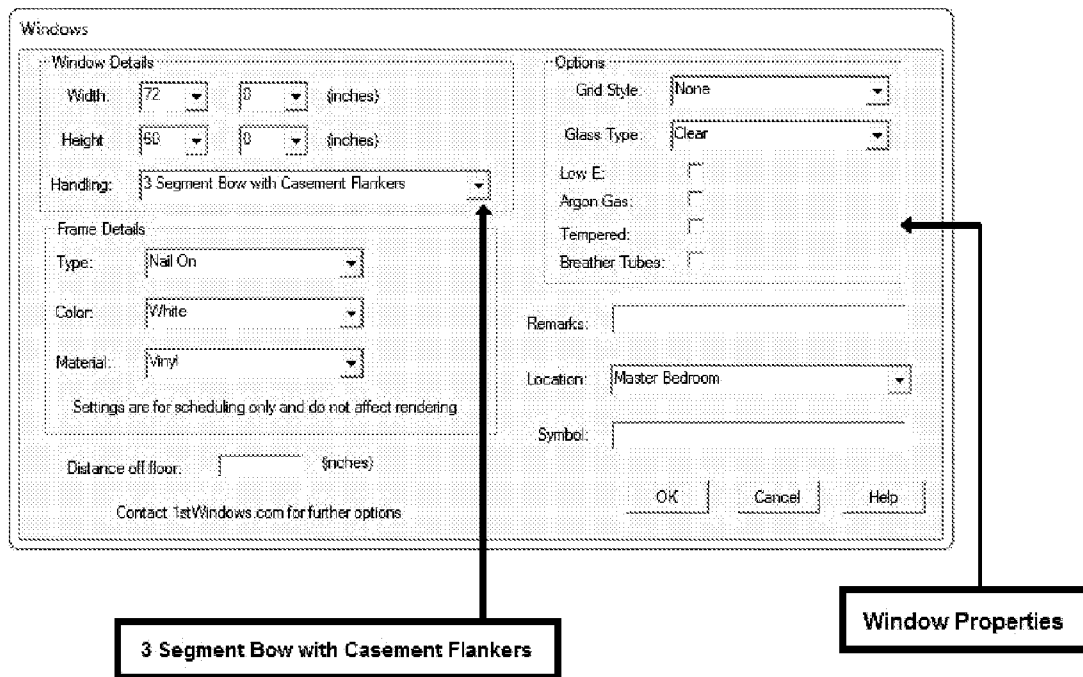 Windows
Window Details
Width: 72 0 (inches)
Height 60 0 (inches)
Handling: 3 Segment Bow with Casement Flankers
Frame Details
Type: Nail On
Color: White
Material: Vinyl
Settings are for scheduling only and do not affect rendering
Distance off floor: (inches)
Contact 1stWindows.com for further options
Options
Grid Style: None
Glass Type: Clear
Low E:
Argon Gas:
Tempered:
Breather Tubes:
Remarks:
Location: Master Bedroom
Symbol:
OK Cancel Help
3 Segment Bow with Casement Flankers
Window Properties